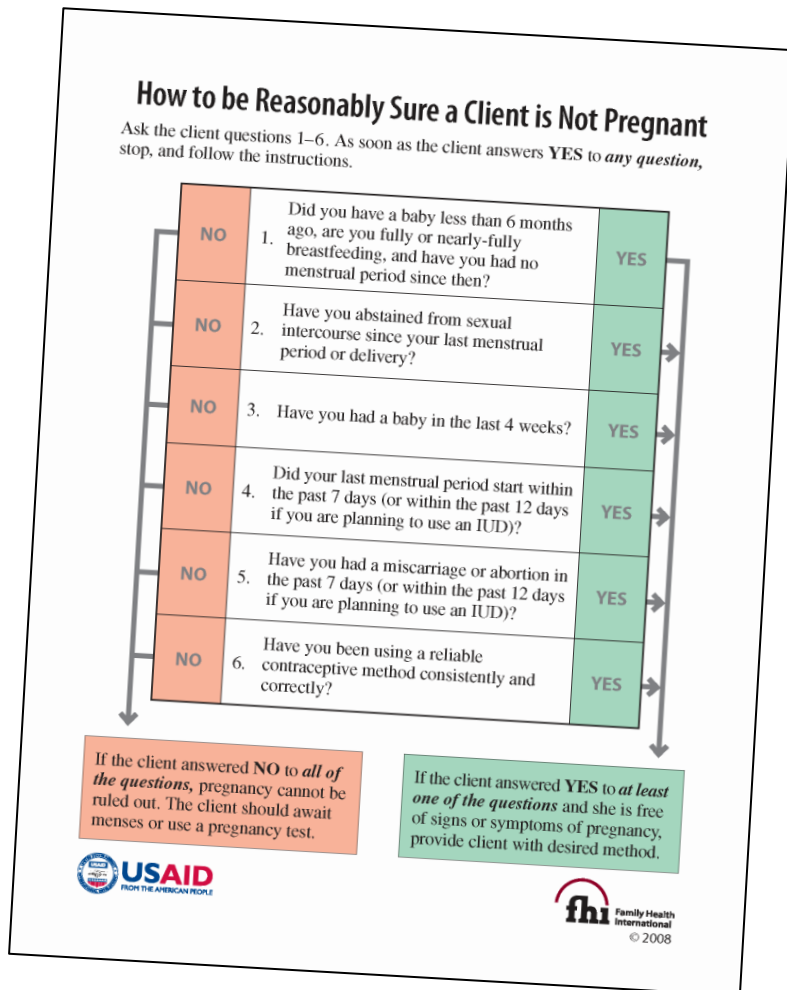 How to be Reasonably Sure a Client is Not Pregnant
Ask the client questions 1–6. As soon as the client answers YES to any question,
stop, and follow the instructions.
NO
1.
Did you have a baby less than 6 months
ago, are you fully or nearly-fully
breastfeeding, and have you had no
menstrual period since then?
YES
NO
2.
Have you abstained from sexual
intercourse since your last menstrual
period or delivery?
YES
NO
3. Have you had a baby in the last 4 weeks?
YES
NO
4.
Did your last menstrual period start within
the past 7 days (or within the past 12 days
if you are planning to use an IUD)?
YES
NO
5.
Have you had a miscarriage or abortion in
the past 7 days (or within the past 12 days
if you are planning to use an IUD)?
YES
NO
6.
Have you been using a reliable
contraceptive method consistently and
correctly?
YES
If the client answered NO to all of
the questions, pregnancy cannot be
ruled out. The client should await
menses or use a pregnancy test.
If the client answered YES to at least
one of the questions and she is free
of signs or symptoms of pregnancy,
provide client with desired method.
USAID
FROM THE AMERICAN PEOPLE
fhi
Family Health
International
© 2008